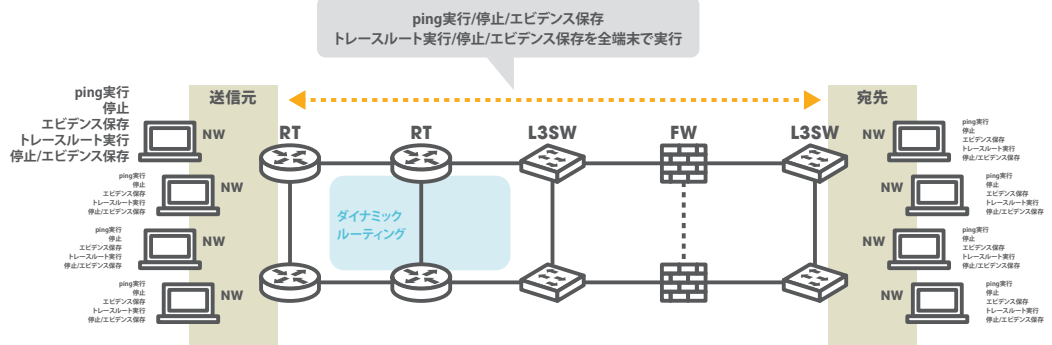 ping実行/停止/エビデンス保存
トレースルート実行/停止/エビデンス保存を全端末で実行
ping実行
停止
エビデンス保存
トレースルート実行
停止/エビデンス保存
送信元
宛先
NW
RT
RT
L3SW
FW
L3SW
NW
ping実行
停止
エビデンス保存
トレースルート実行
停止/エビデンス保存
ping実行
停止
エビデンス保存
トレースルート実行
停止/エビデンス保存
NW
ダイナミック
ルーティング
NW
ping実行
停止
エビデンス保存
トレースルート実行
停止/エビデンス保存
ping実行
停止
エビデンス保存
トレースルート実行
停止/エビデンス保存
NW
NW
ping実行
停止
エビデンス保存
トレースルート実行
停止/エビデンス保存
ping実行
停止
エビデンス保存
トレースルート実行
停止/エビデンス保存
NW
NW
ping実行
停止
エビデンス保存
トレースルート実行
停止/エビデンス保存